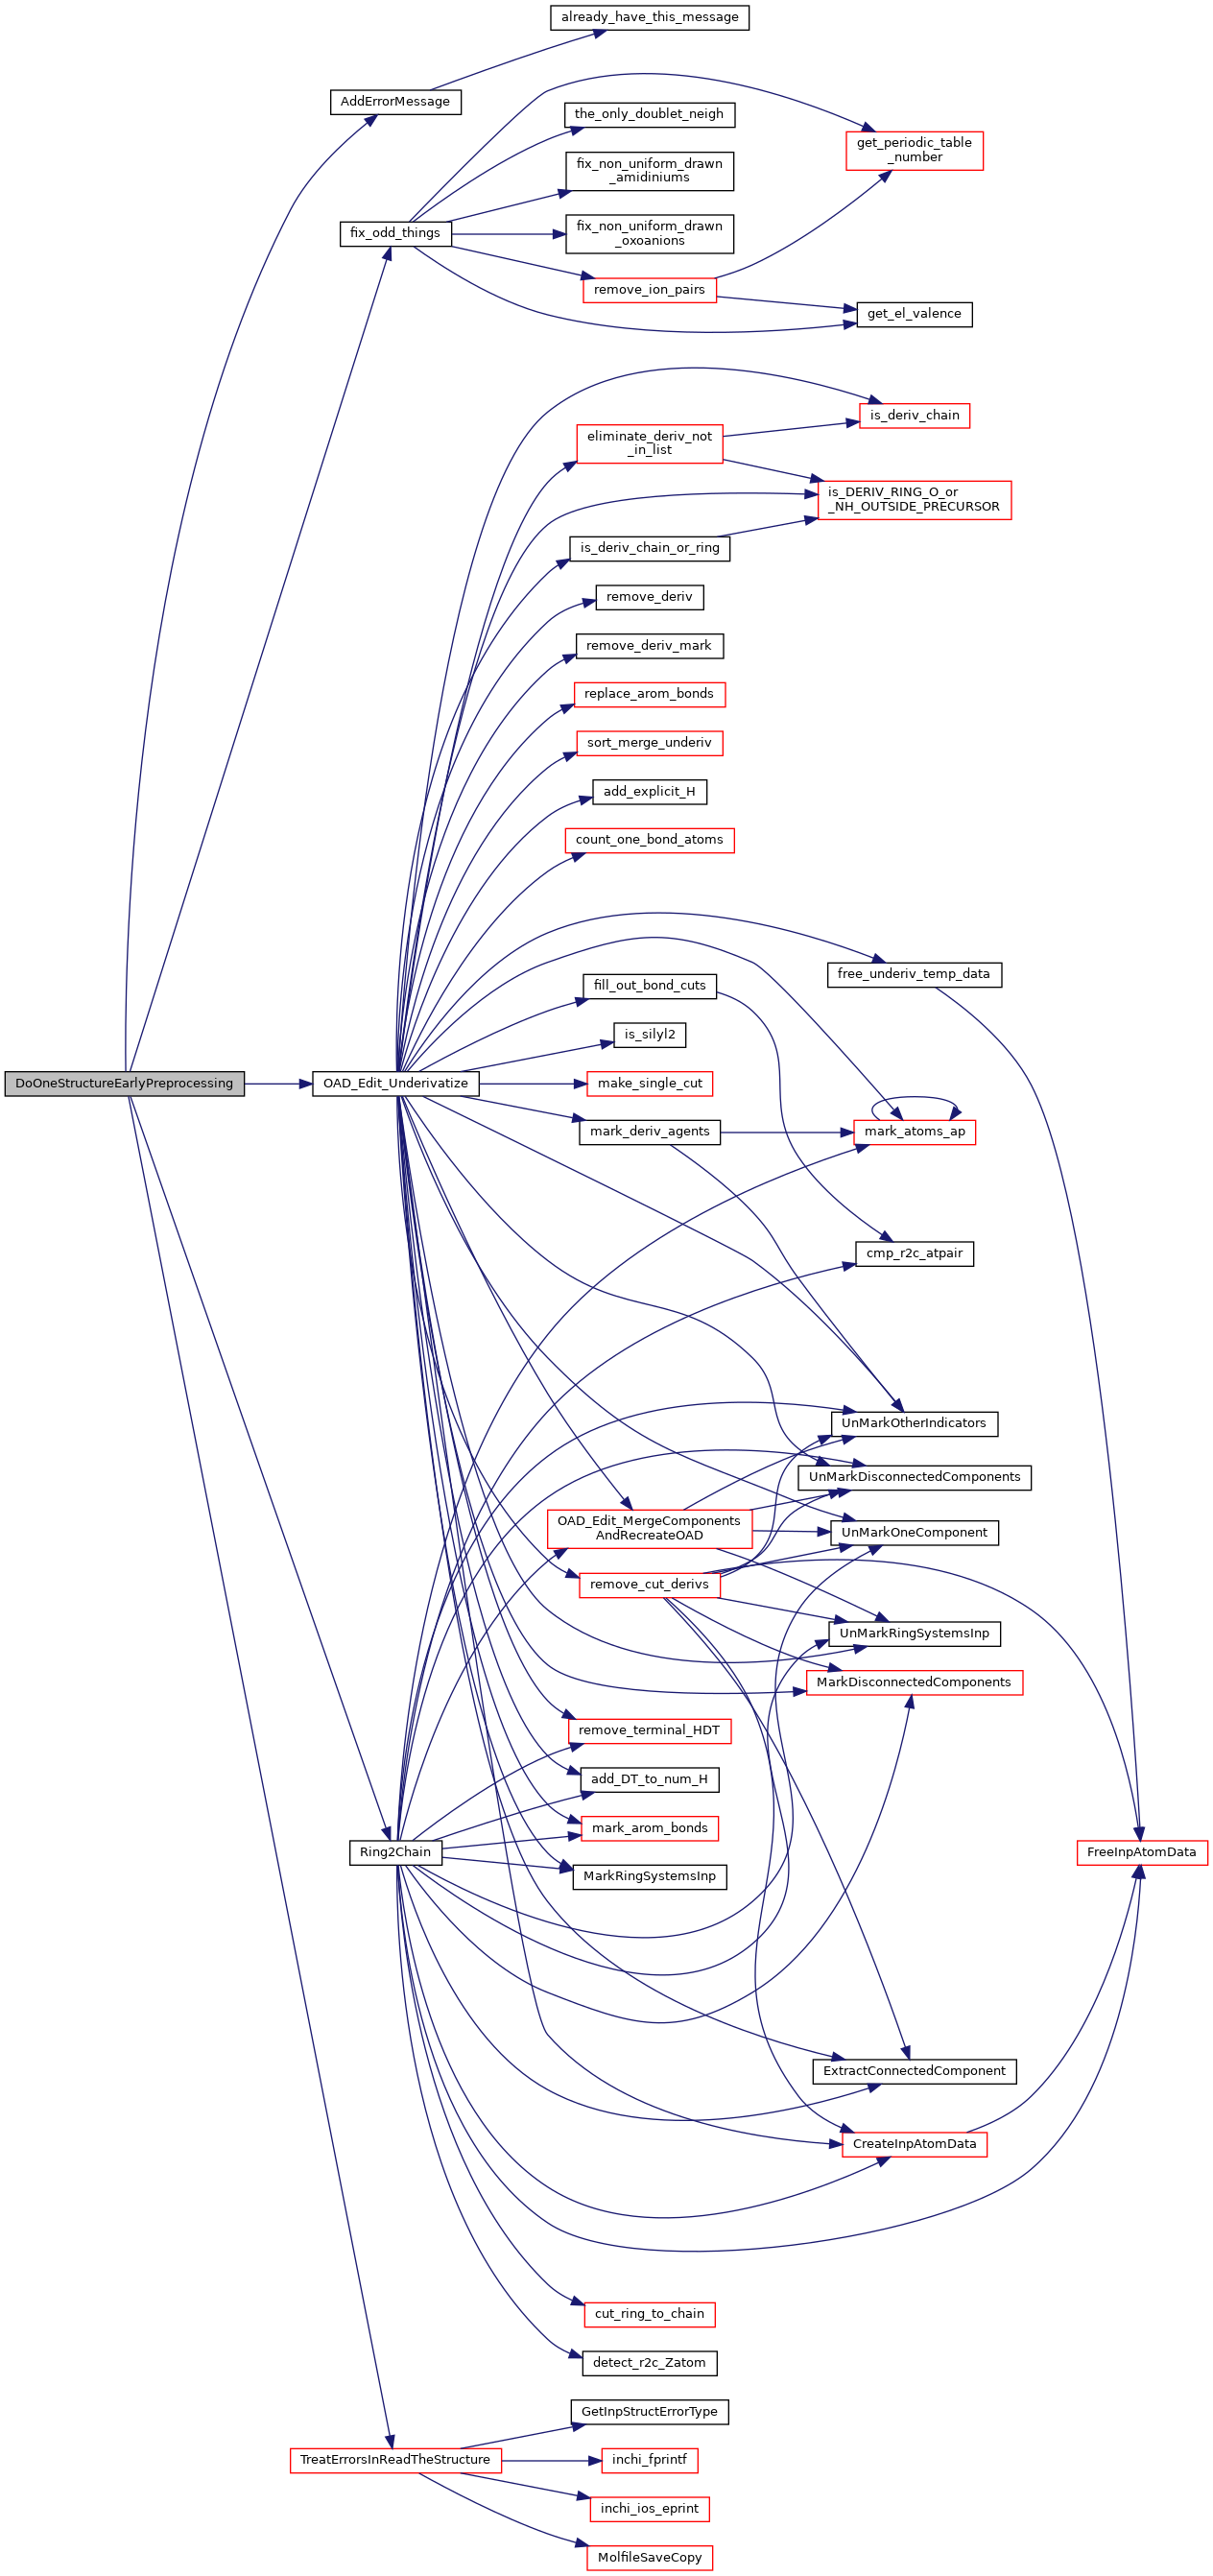 already_have_this_message
AddErrorMessage
the_only_doublet_neigh
get_periodic_table
_number
fix_non_uniform_drawn
_amidiniums
fix_odd_things
fix_non_uniform_drawn
_oxoanions
remove_ion_pairs
get_el_valence
is_deriv_chain
eliminate_deriv_not
_in_list
is_DERIV_RING_O_or
_NH_OUTSIDE_PRECURSOR
is_deriv_chain_or_ring
remove_deriv
remove_deriv_mark
replace_arom_bonds
sort_merge_underiv
add_explicit_H
count_one_bond_atoms
free_underiv_temp_data
fill_out_bond_cuts
is_silyl2
DoOneStructureEarlyPreprocessing
OAD_Edit_Underivatize
make_single_cut
mark_deriv_agents
mark_atoms_ap
cmp_r2c_atpair
UnMarkOtherIndicators
UnMarkDisconnectedComponents
OAD_Edit_MergeComponents
AndRecreateOAD
UnMarkOneComponent
remove_cut_derivs
UnMarkRingSystemsInp
MarkDisconnectedComponents
remove_terminal_HDT
add_DT_to_num_H
mark_arom_bonds
Ring2Chain
FreeInpAtomData
MarkRingSystemsInp
ExtractConnectedComponent
CreateInpAtomData
cut_ring_to_chain
detect_r2c_Zatom
GetInpStructErrorType
TreatErrorsInReadTheStructure
inchi_fprintf
inchi_ios_eprint
MolfileSaveCopy